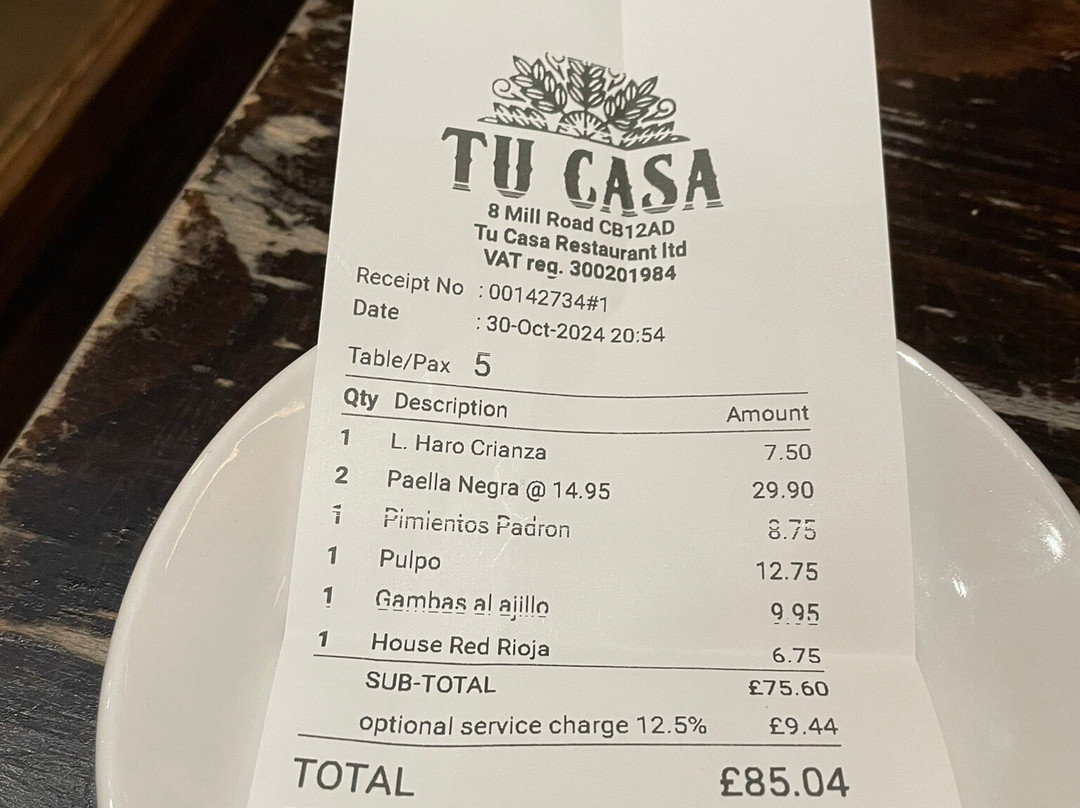 TU CASA
8 Mill Road CB12AD
Tu Casa Restaurant ltd
VAT reg. 300201984
Receipt No : 00142734#1
Date : 30-Oct-2024 20:54
Table/Pax 5
Qty Description Amount
1 L. Haro Crianza 7.50
2 Paella Negra @ 14.95 29.90
1 Pimientos Padron 8.75
1 Pulpo 12.75
1 Gambas al ajillo 9.95
1 House Red Rioja 6.75
SUB-TOTAL £75.60
optional service charge 12.5% £9.44
TOTAL £85.04